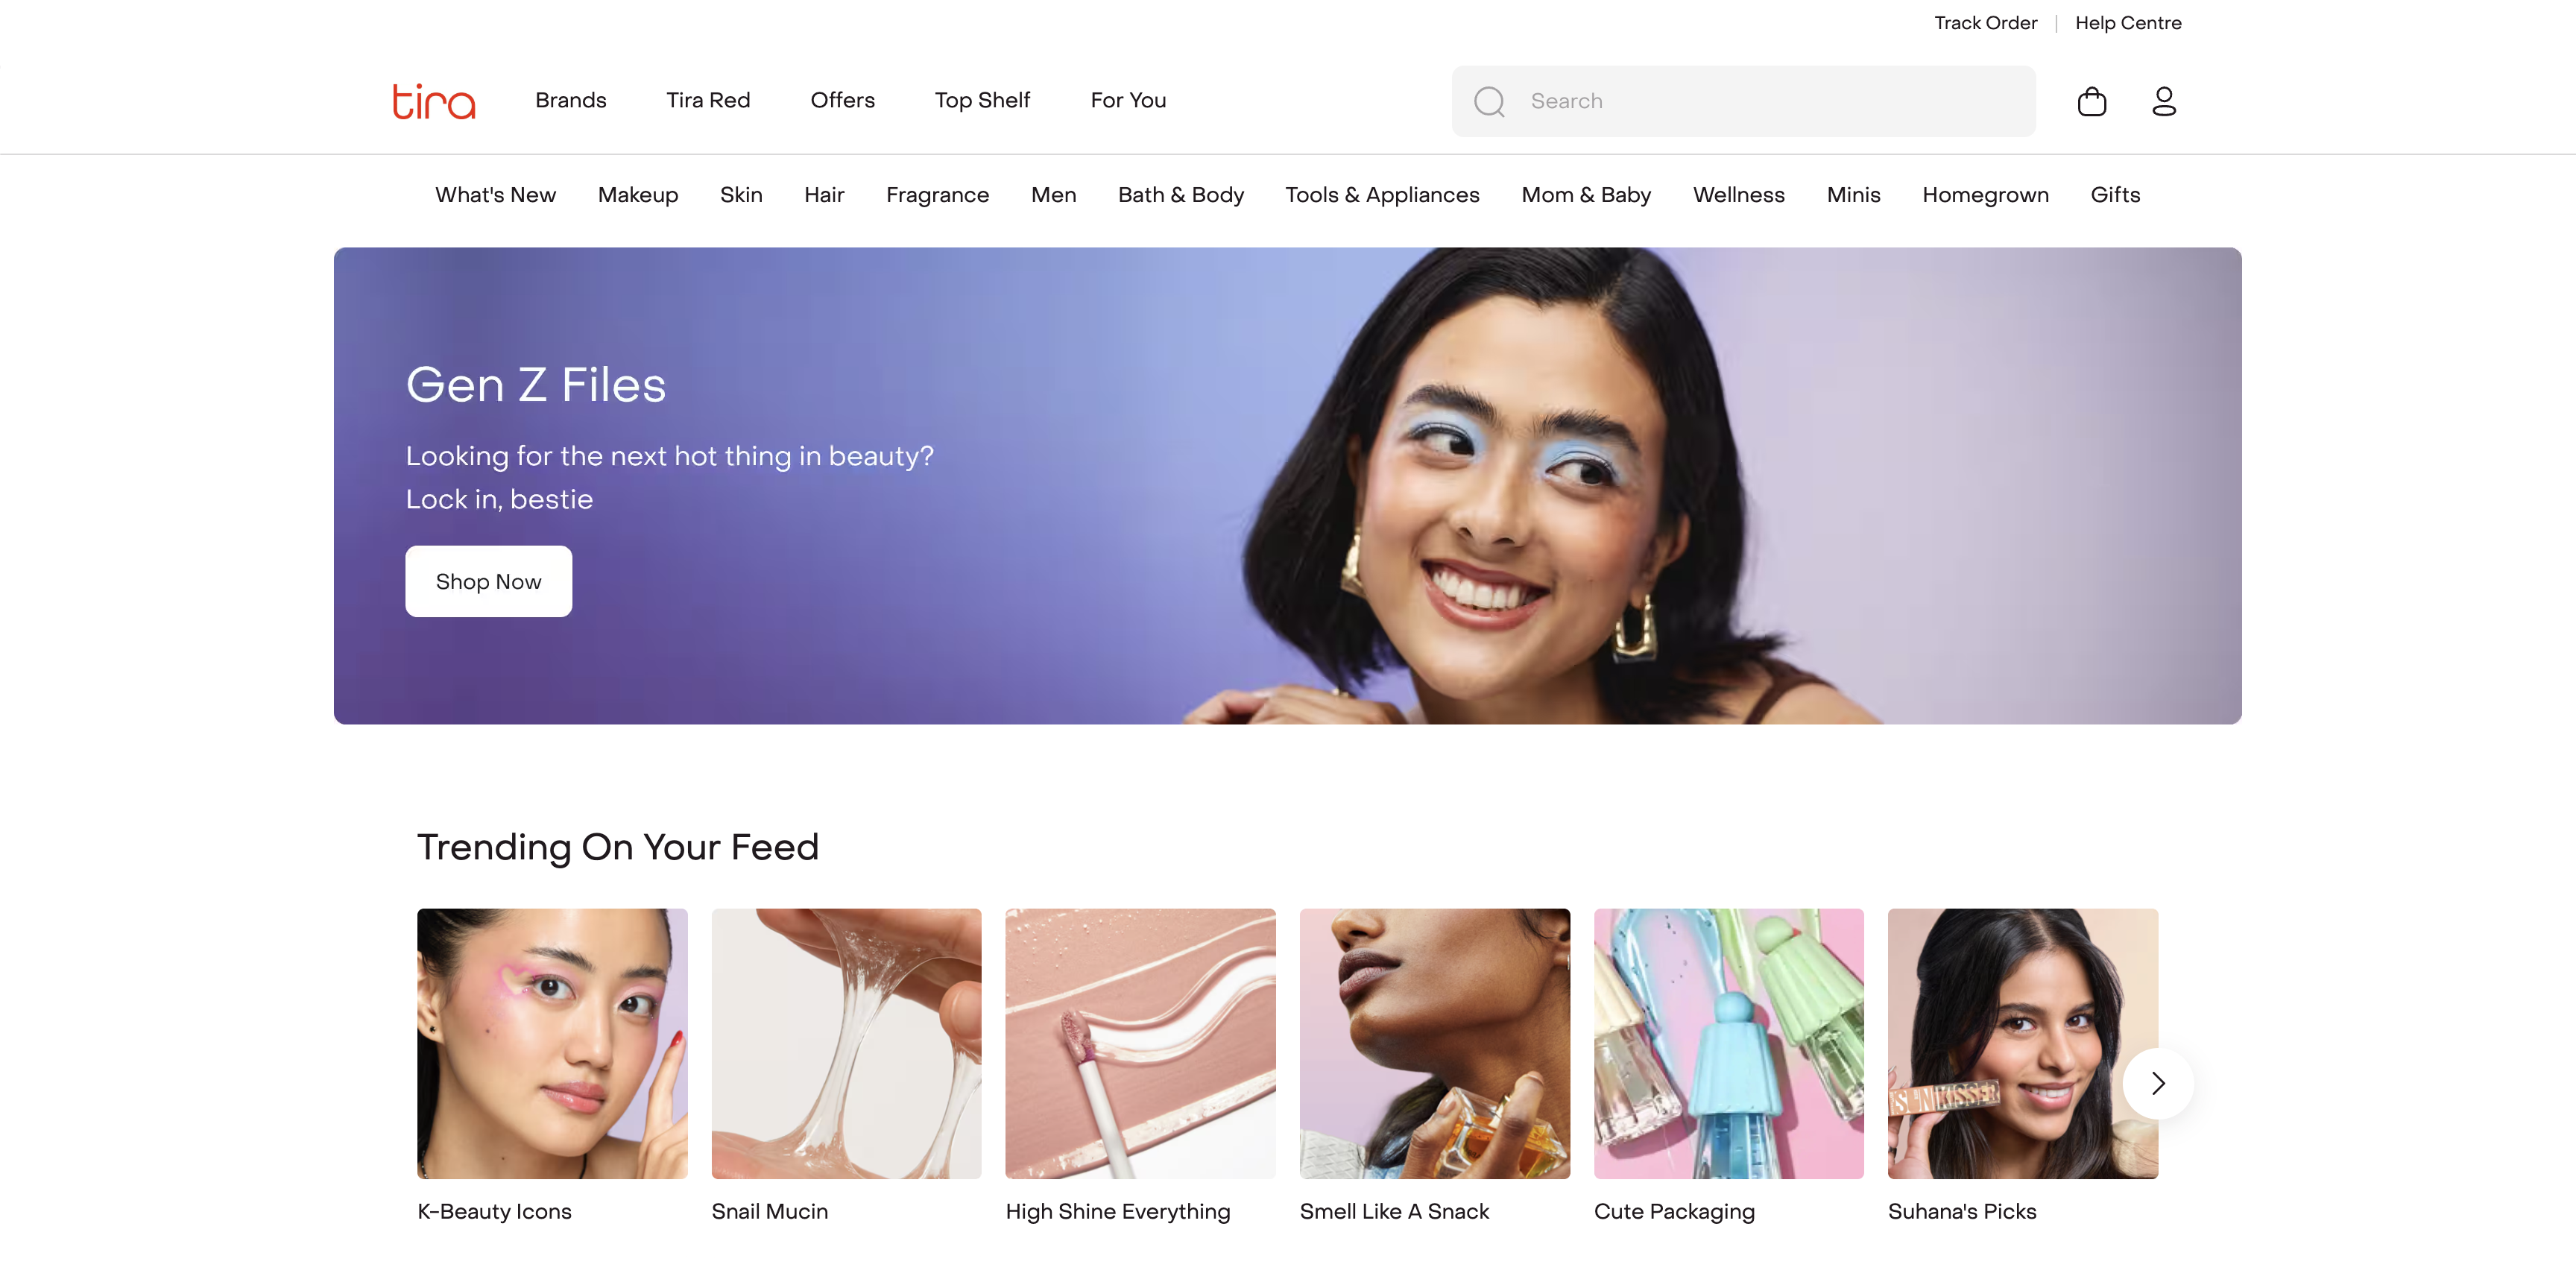 Track Order | Help Centre
tira Brands Tira Red Offers Top Shelf For You Search
What's New Makeup Skin Hair Fragrance Men Bath & Body Tools & Appliances Mom & Baby Wellness Minis Homegrown Gifts
Gen Z Files
Looking for the next hot thing in beauty?
Lock in, bestie
Shop Now
Trending On Your Feed
K-Beauty Icons Snail Mucin High Shine Everything Smell Like A Snack Cute Packaging Suhana's Picks